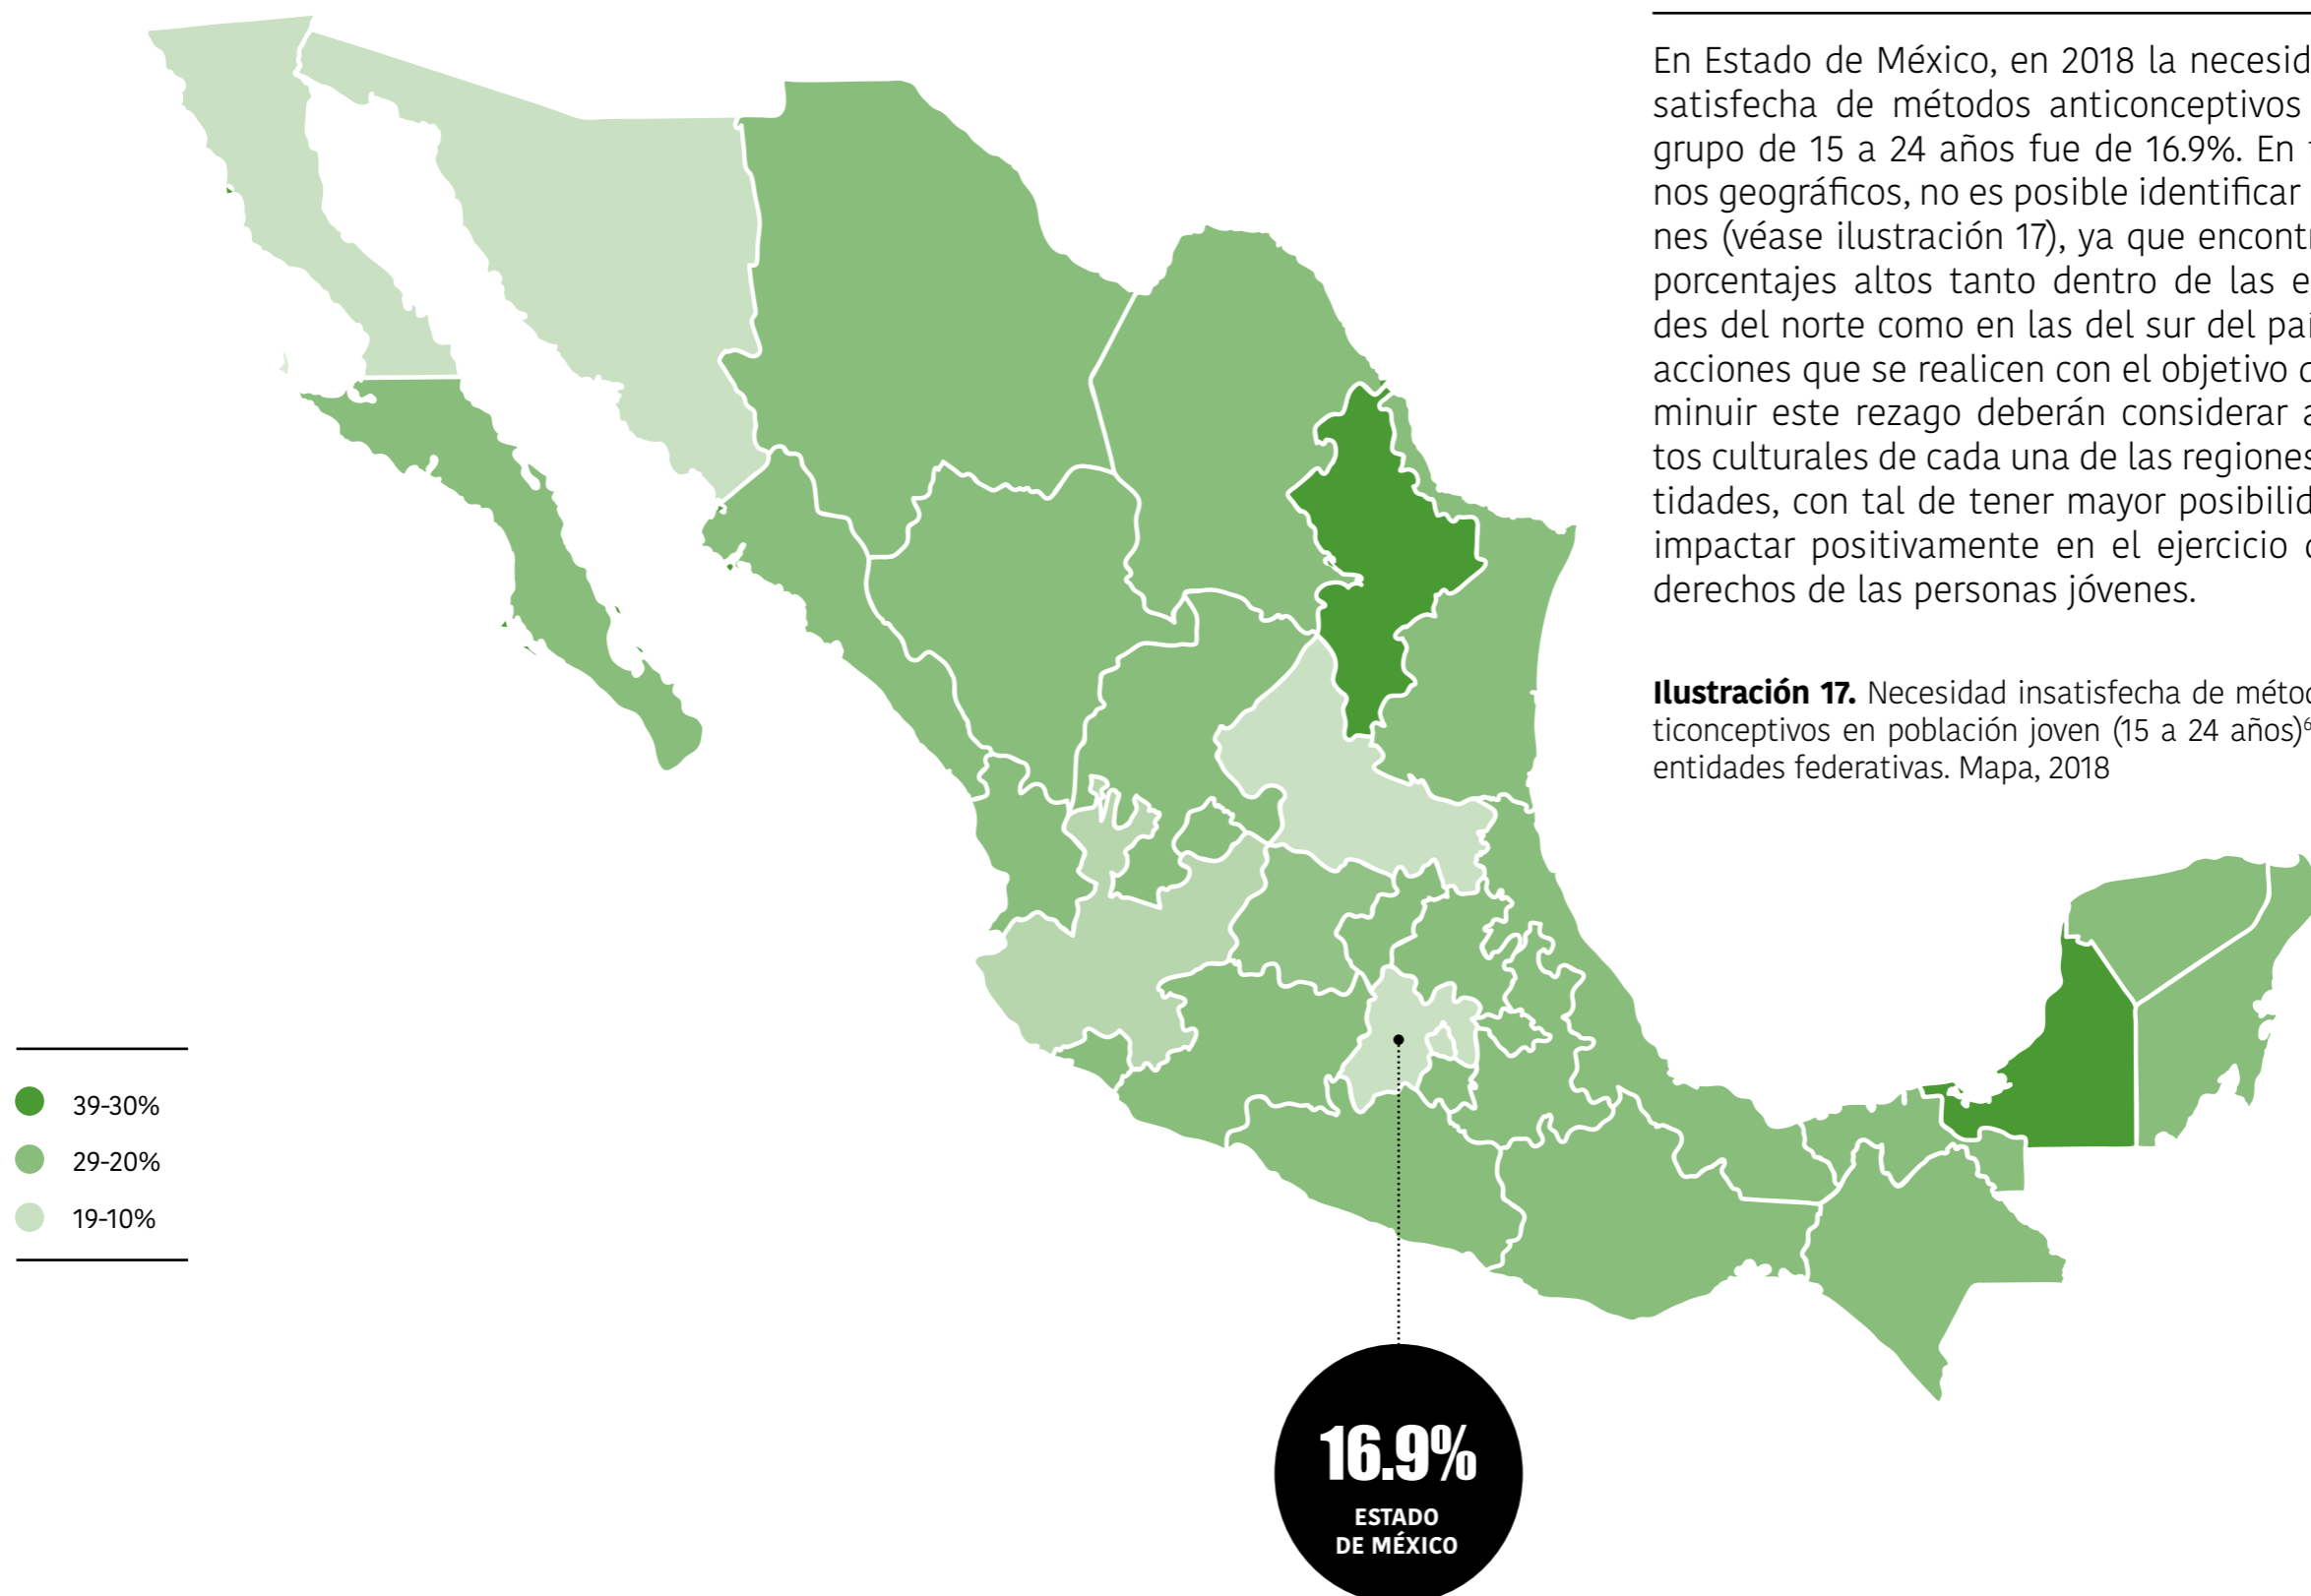 En Estado de México, en 2018 la necesid
satisfecha de métodos anticonceptivos
grupo de 15 a 24 años fue de 16.9%. En
nos geográficos, no es posible identificar
nes (véase ilustración 17), ya que encontr
porcentajes altos tanto dentro de las e
des del norte como en las del sur del paí
acciones que se realicen con el objetivo d
minuir este rezago deberán considerar a
tos culturales de cada una de las regiones
tidades, con tal de tener mayor posibilid
impactar positivamente en el ejercicio d
derechos de las personas jóvenes.
Ilustración 17. Necesidad insatisfecha de métod
ticonceptivos en población joven (15 a 24 años)⁶
entidades federativas. Mapa, 2018
39-30%
29-20%
19-10%
16.9%
ESTADO
DE MÉXICO